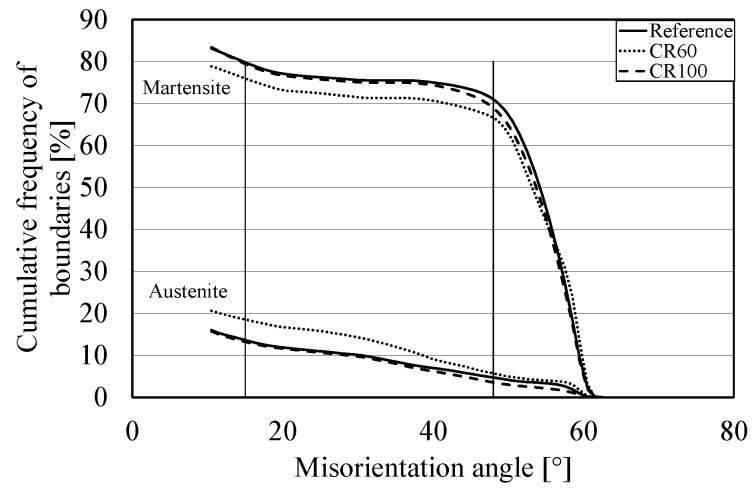 Cumulative frequency of
boundaries [%]
90
80
70
60
50
40
30
20
10
0
Reference
CR60
CR100
Martensite
Austenite
0 20 40 60 80
Misorientation angle [°]